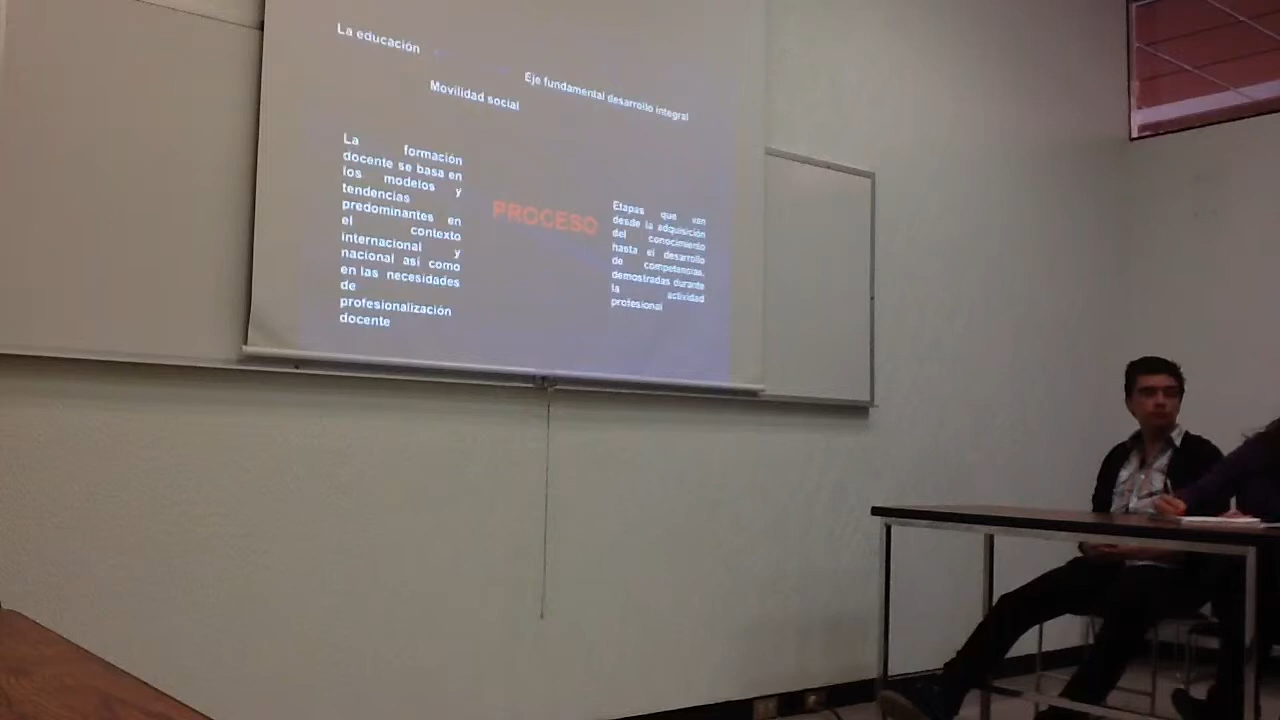 La educación
Eje fundamental desarrollo integral
Movilidad social
La formación
docente se basa en
los modelos y
tendencias
predominantes en
el contexto
internacional y
nacional así como
en las necesidades
de
profesionalización
docente
PROCESO
Etapas que van
desde la adquisición
del conocimiento
hasta el desarrollo
de competencias,
demostradas durante
la actividad
profesional